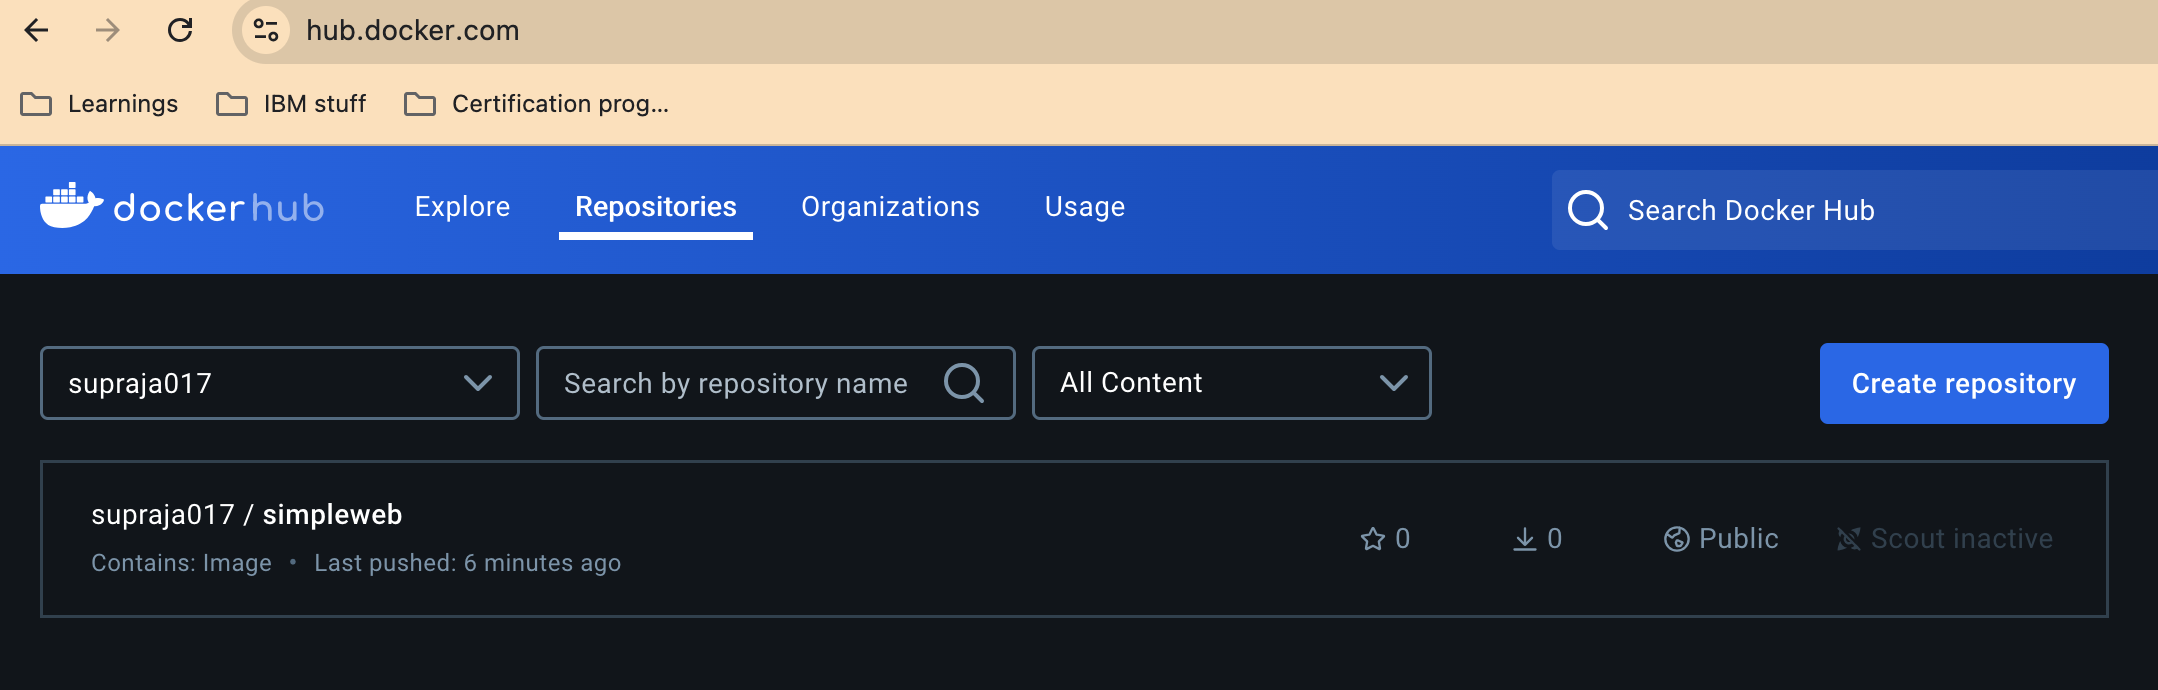 hub.docker.com
Learnings IBM stuff Certification prog...
dockerhub Explore Repositories Organizations Usage Search Docker Hub
supraja017 Search by repository name All Content Create repository
supraja017 / simpleweb
0 0 Public Scout inactive
Contains: Image • Last pushed: 6 minutes ago